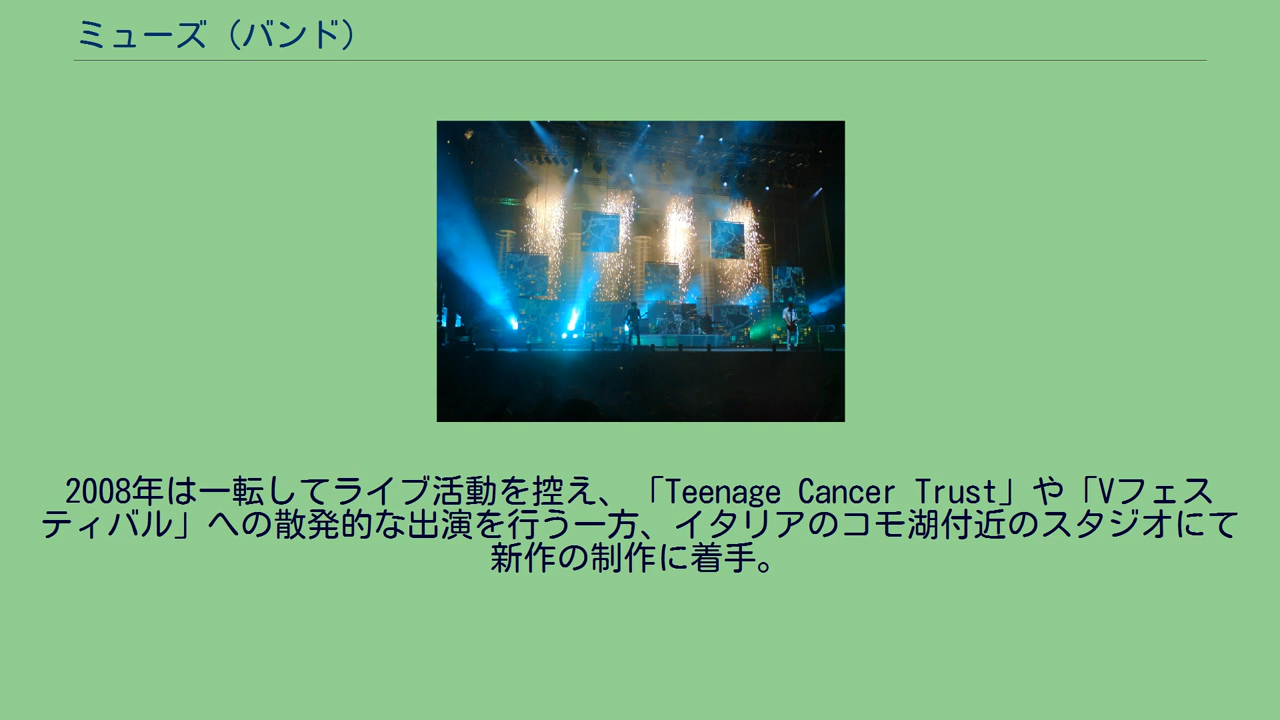 ミューズ（バンド）
2008年は一転してライブ活動を控え、「Teenage Cancer Trust」や「Vフェス
ティバル」への散発的な出演を行う一方、イタリアのコモ湖付近のスタジオにて
新作の制作に着手。